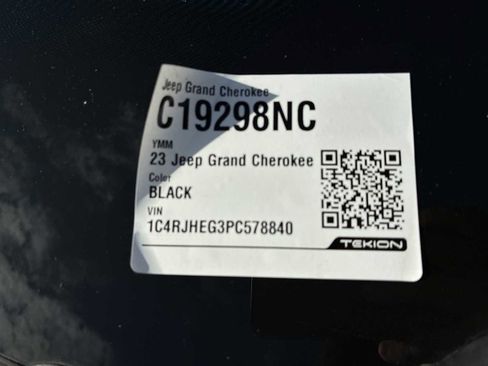 Jeep Grand Cherokee
C19298NC
YMM
23 Jeep Grand Cherokee
Color
BLACK
VIN
1C4RJHEG3PC578840
TEKION